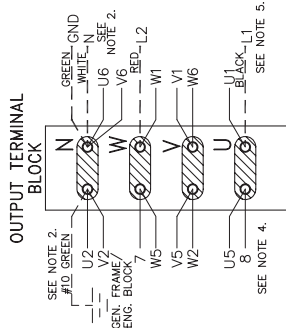 OUTPUT TERMINAL
BLOCK
GREEN GND
WHITE N
SEE
NOTE 2.
U6
V6
RED L2
W1
V1
W6
U1
BLACK L1
SEE NOTE 5.
N
W
V
U
SEE NOTE 2.
#10 GREEN
U2
V2
GEN. FRAME/
ENG. BLOCK
7
W5
V5
W2
U5
8
SEE NOTE 4.